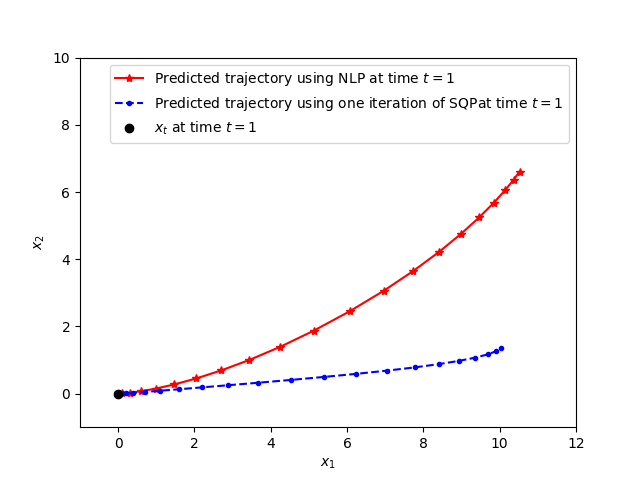 10
8
6
4
2
0
x₂
Predicted trajectory using NLP at time t = 1
Predicted trajectory using one iteration of SQPat time t = 1
xₜ at time t = 1
0
2
4
6
8
10
12
x₁